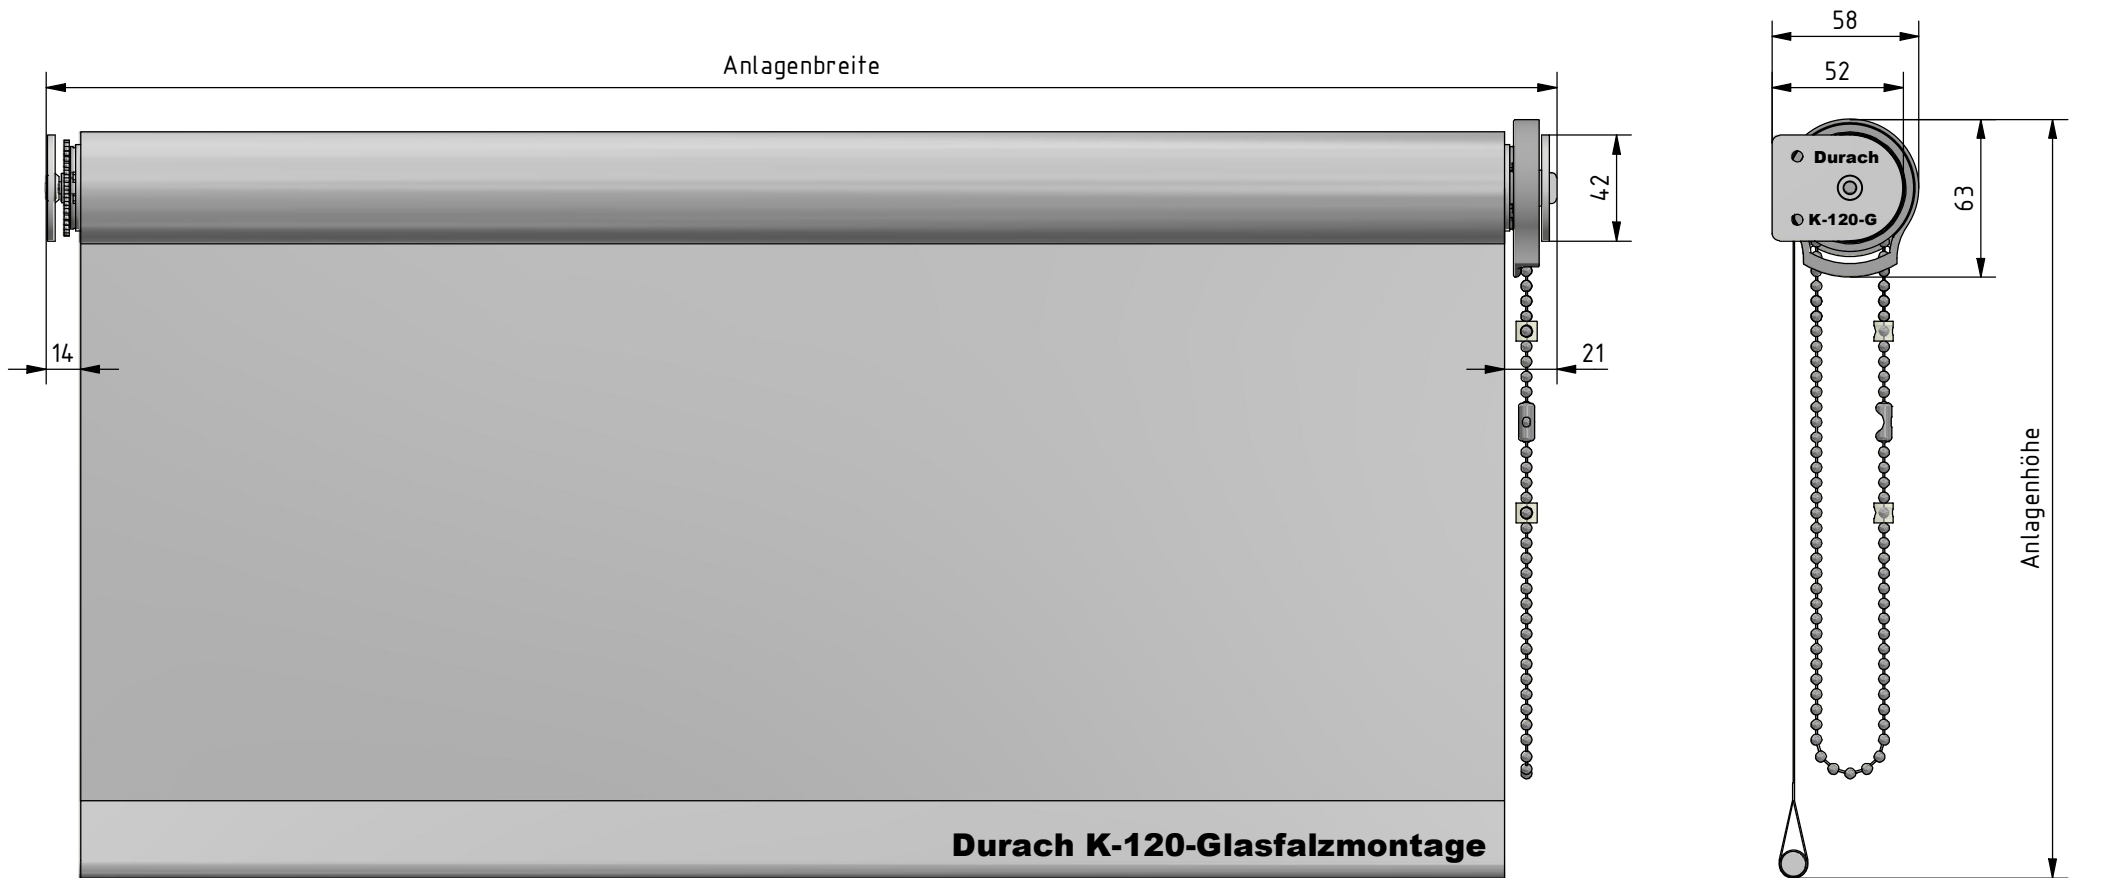 Anlagenbreite
58
52
42
63
Durach
K-120-G
14
21
Anlagenhöhe
Durach K-120-Glasfalzmontage